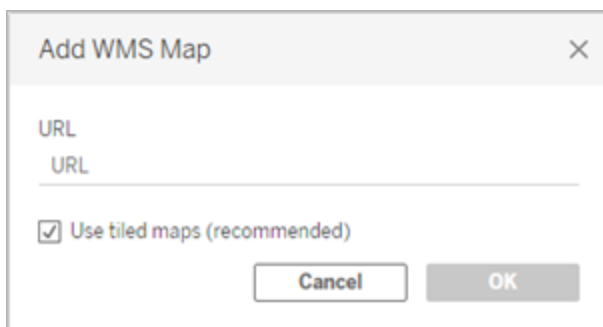 Add WMS Map
URL
URL
Use tiled maps (recommended)
Cancel OK